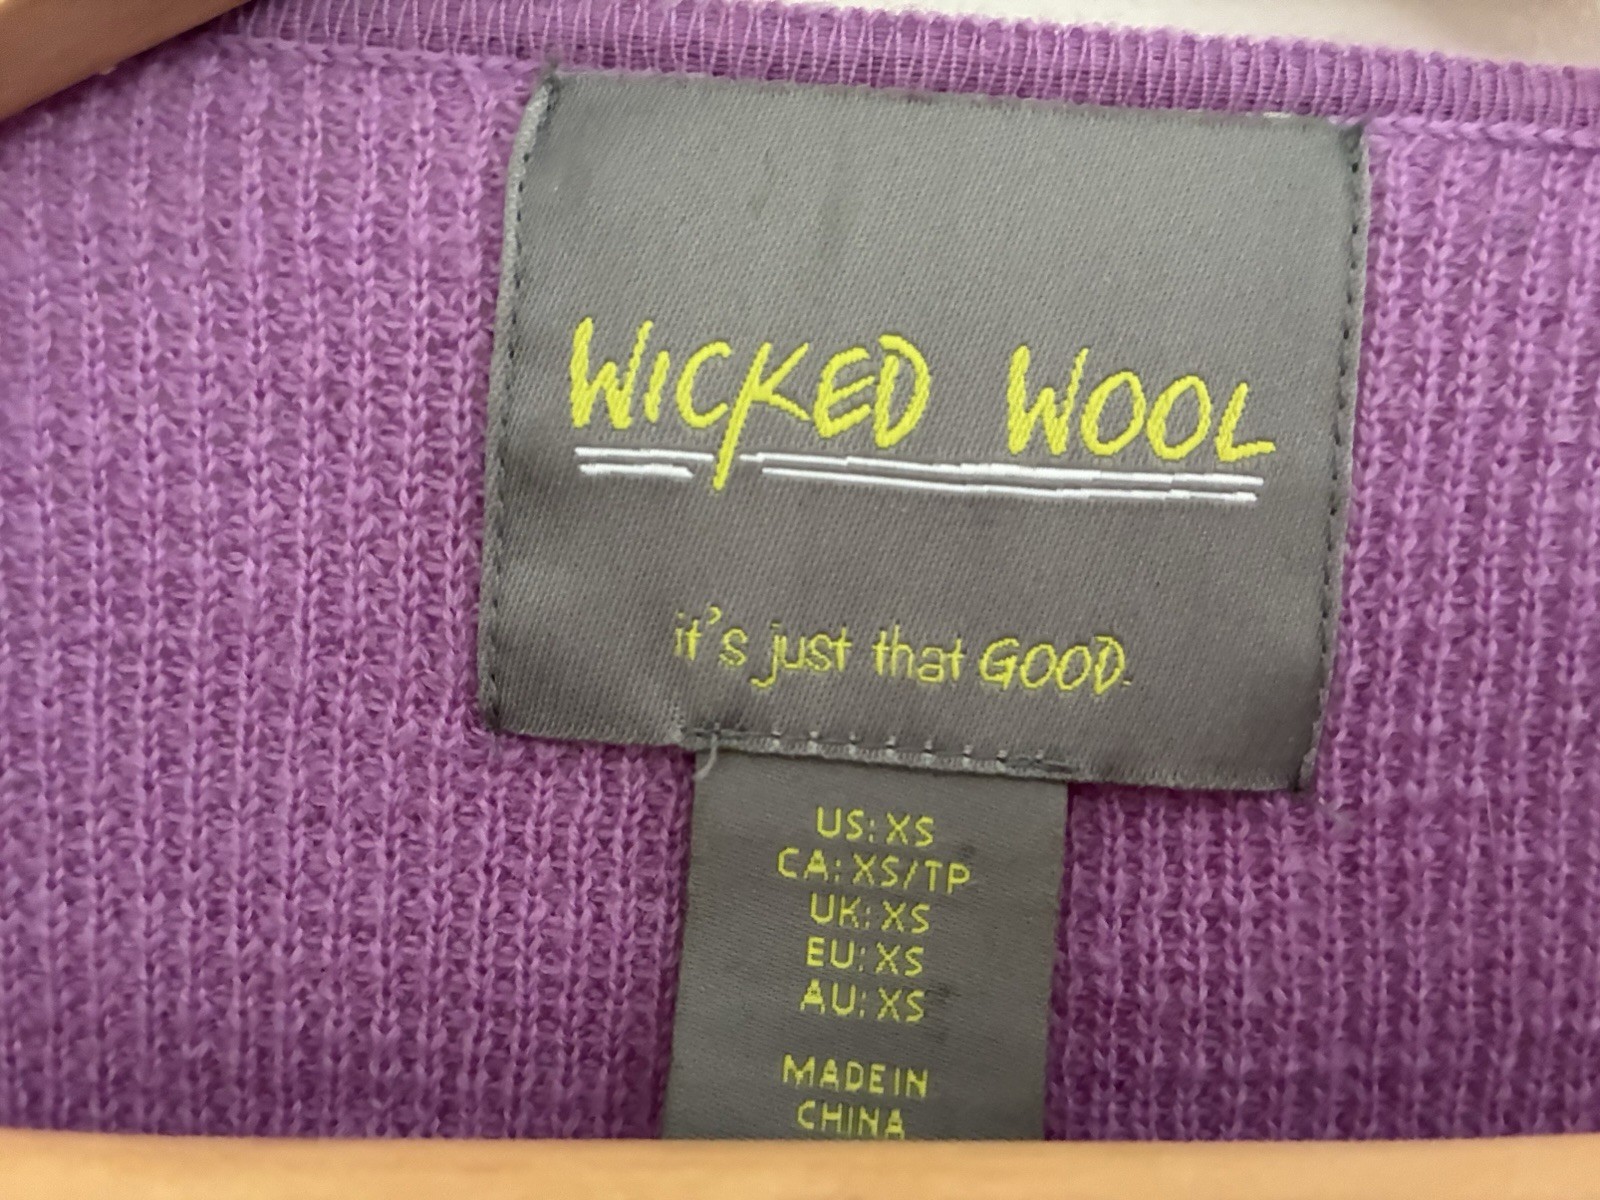 WICKED WOOL
it's just that GOOD.
US: XS
CA: XS/TP
UK: XS
EU: XS
AU: XS
MADE IN
CHINA